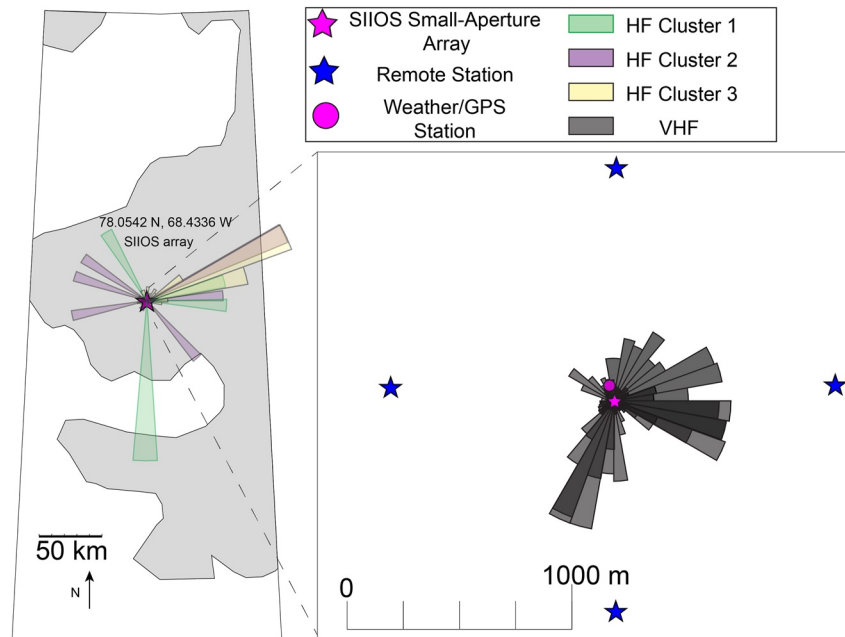 SIIOS Small-Aperture
Array
Remote Station
Weather/GPS
Station
HF Cluster 1
HF Cluster 2
HF Cluster 3
VHF
78.0542 N, 68.4336 W
SIIOS array
50 km
N
0
1000 m